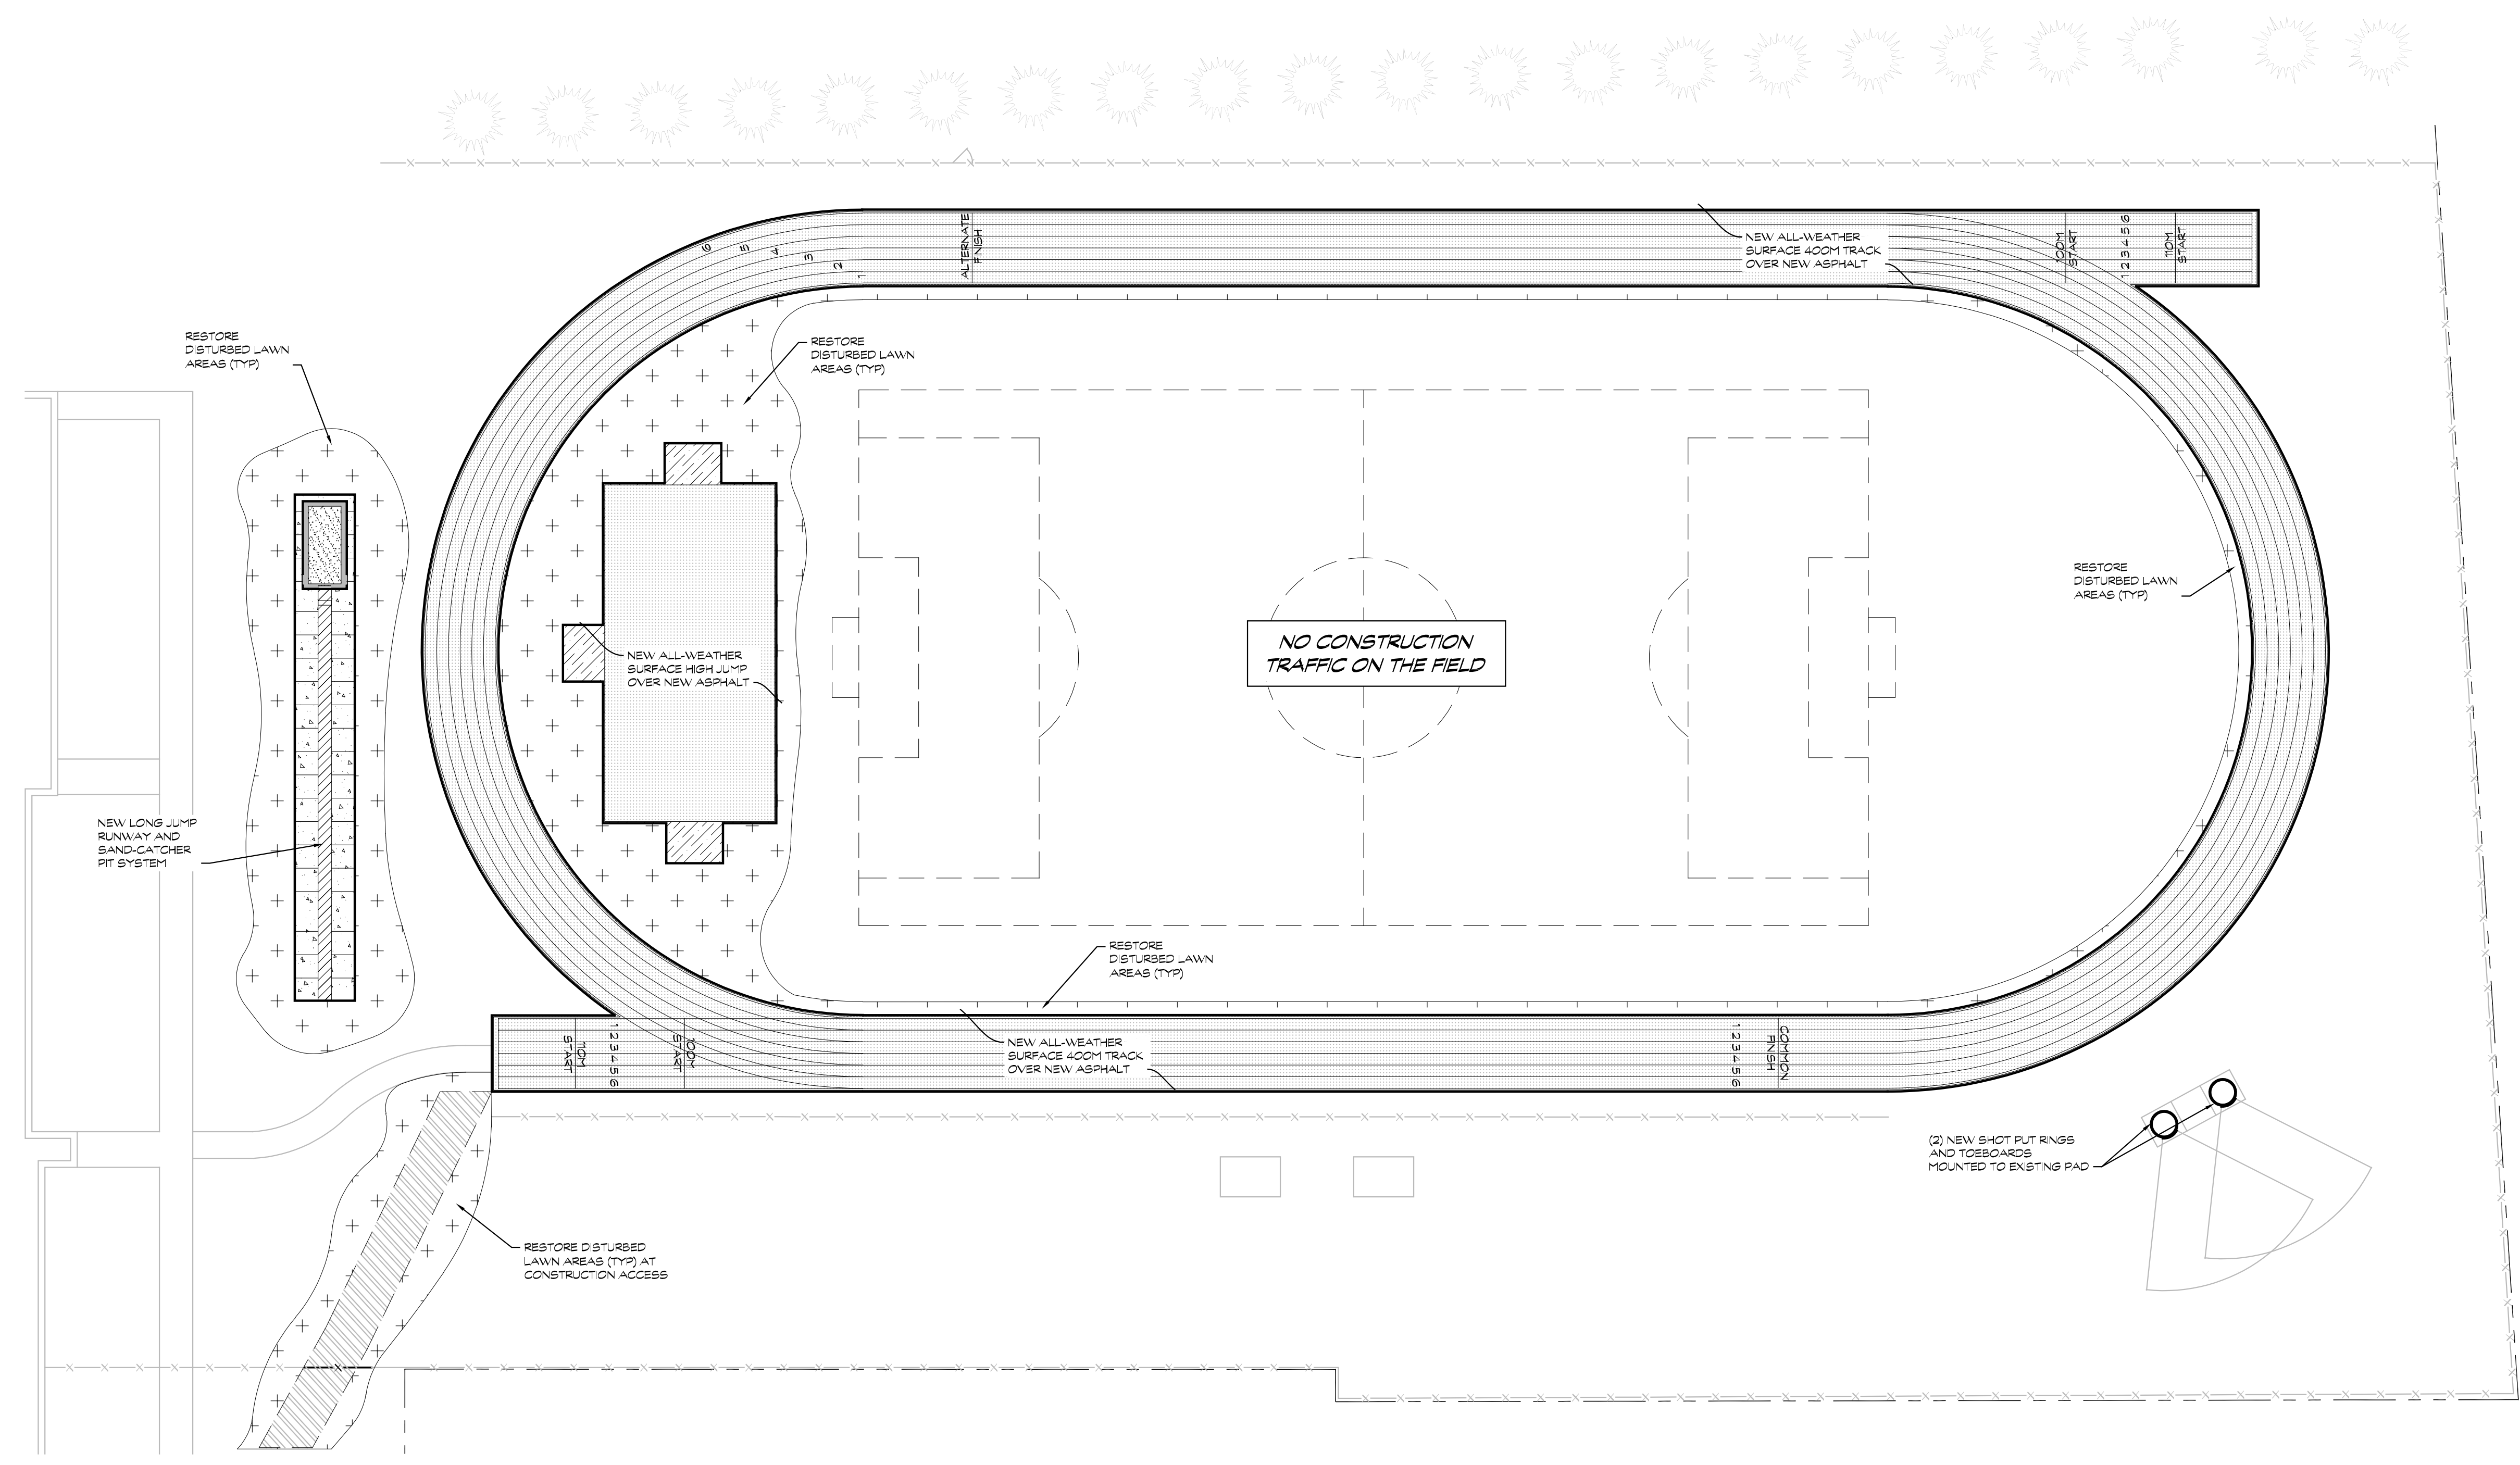 6
5
4
3
2
1
ALTERNATE
FINISH
NEW ALL-WEATHER
SURFACE 400M TRACK
OVER NEW ASPHALT
100M
START
1 2 3 4 5 6
110M
START
RESTORE
DISTURBED LAWN
AREAS (TYP)
RESTORE
DISTURBED LAWN
AREAS (TYP)
RESTORE
DISTURBED LAWN
AREAS (TYP)
NO CONSTRUCTION
TRAFFIC ON THE FIELD
NEW ALL-WEATHER
SURFACE HIGH JUMP
OVER NEW ASPHALT
NEW LONG JUMP
RUNWAY AND
SAND-CATCHER
PIT SYSTEM
RESTORE
DISTURBED LAWN
AREAS (TYP)
110M
START
1 2 3 4 5 6
100M
START
NEW ALL-WEATHER
SURFACE 400M TRACK
OVER NEW ASPHALT
1 2 3 4 5 6
COMMON
FINISH
(2) NEW SHOT PUT RINGS
AND TOEBOARDS
MOUNTED TO EXISTING PAD
RESTORE DISTURBED
LAWN AREAS (TYP) AT
CONSTRUCTION ACCESS